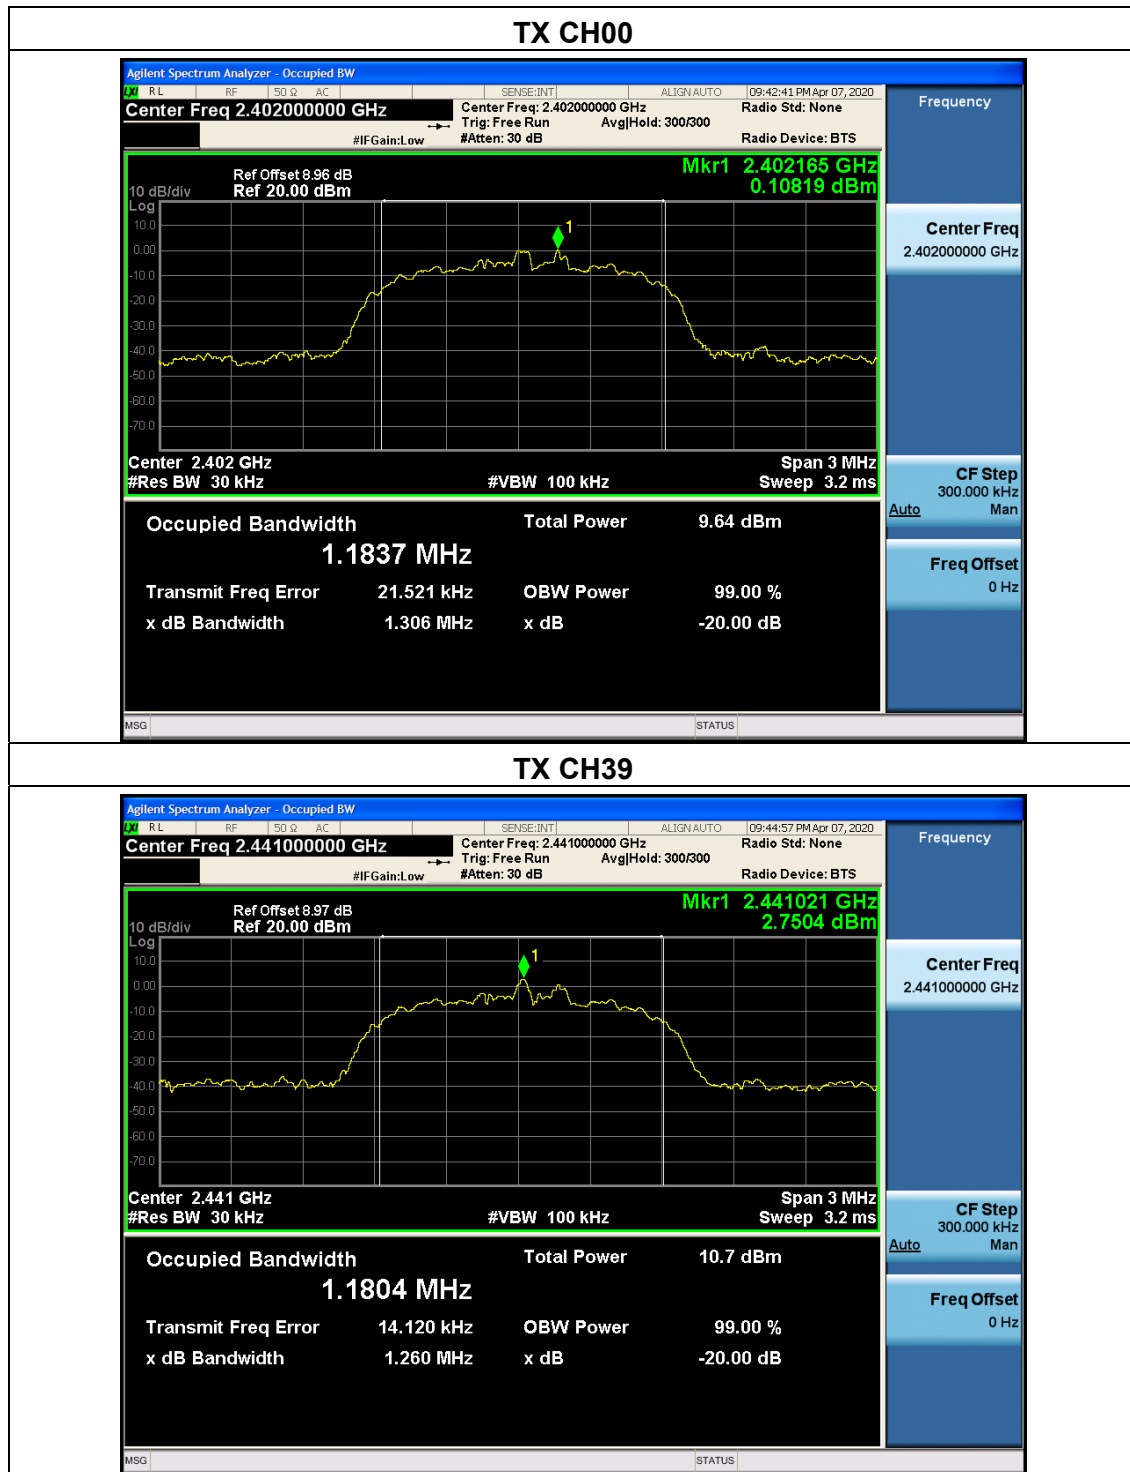 TX CH00
Agilent Spectrum Analyzer - Occupied BW
LXI RL RF 50 Ω AC SENSE:INT ALIGN AUTO 09:42:41 PM Apr 07, 2020
Center Freq 2.402000000 GHz
Center Freq: 2.402000000 GHz Radio Std: None
Trig: Free Run Avg|Hold: 300/300
#IFGain:Low #Atten: 30 dB Radio Device: BTS
Frequency
Mkr1 2.402165 GHz
0.10819 dBm
Ref Offset 8.96 dB
10 dB/div Ref 20.00 dBm
Log
10.0
0.00
-10.0
-20.0
-30.0
-40.0
-50.0
-60.0
-70.0
1
Center 2.402 GHz Span 3 MHz
#Res BW 30 kHz #VBW 100 kHz Sweep 3.2 ms
Center Freq
2.402000000 GHz
CF Step
300.000 kHz
Auto Man
Freq Offset
0 Hz
Occupied Bandwidth Total Power 9.64 dBm
1.1837 MHz
Transmit Freq Error 21.521 kHz OBW Power 99.00 %
x dB Bandwidth 1.306 MHz x dB -20.00 dB
MSG STATUS
TX CH39
Agilent Spectrum Analyzer - Occupied BW
LXI RL RF 50 Ω AC SENSE:INT ALIGN AUTO 09:44:57 PM Apr 07, 2020
Center Freq 2.441000000 GHz
Center Freq: 2.441000000 GHz Radio Std: None
Trig: Free Run Avg|Hold: 300/300
#IFGain:Low #Atten: 30 dB Radio Device: BTS
Frequency
Mkr1 2.441021 GHz
2.7504 dBm
Ref Offset 8.97 dB
10 dB/div Ref 20.00 dBm
Log
10.0
0.00
-10.0
-20.0
-30.0
-40.0
-50.0
-60.0
-70.0
1
Center 2.441 GHz Span 3 MHz
#Res BW 30 kHz #VBW 100 kHz Sweep 3.2 ms
Center Freq
2.441000000 GHz
CF Step
300.000 kHz
Auto Man
Freq Offset
0 Hz
Occupied Bandwidth Total Power 10.7 dBm
1.1804 MHz
Transmit Freq Error 14.120 kHz OBW Power 99.00 %
x dB Bandwidth 1.260 MHz x dB -20.00 dB
MSG STATUS